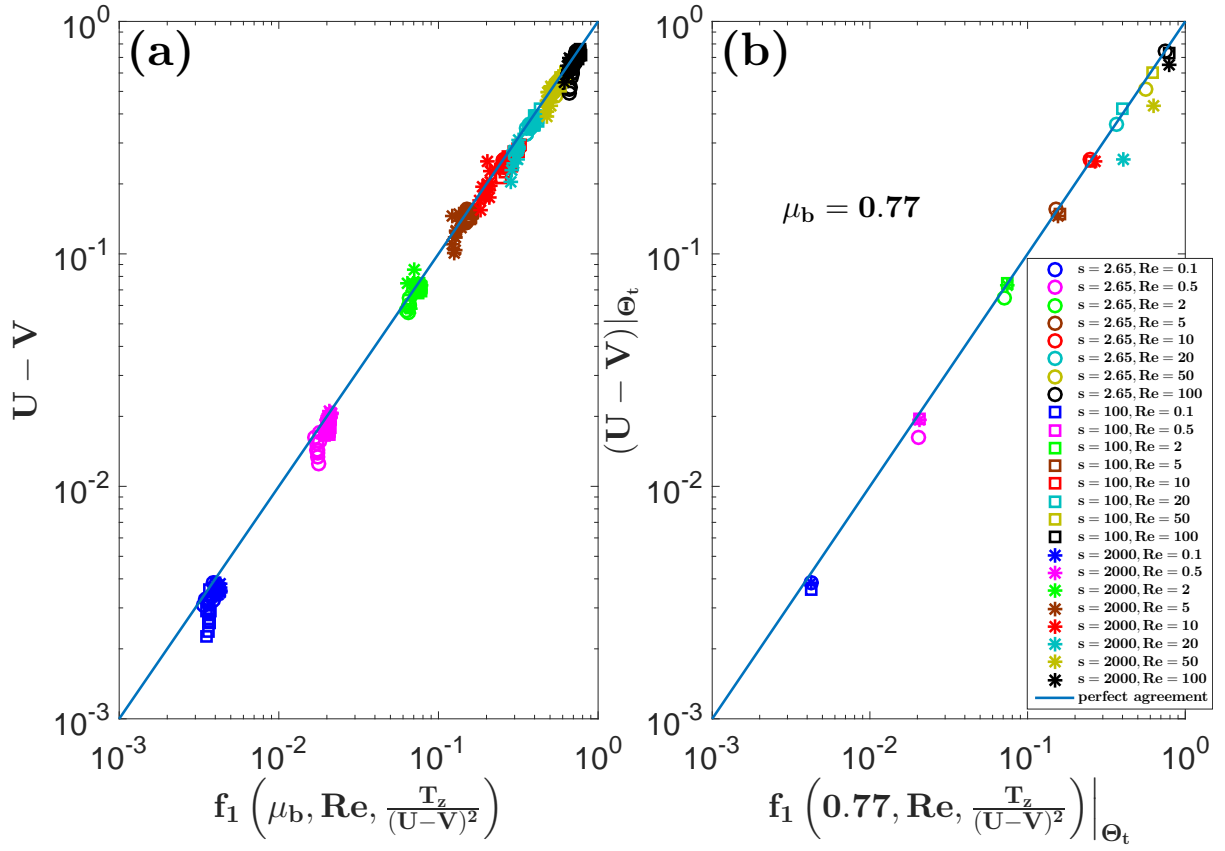 (a)
10^0
10^{-1}
10^{-2}
10^{-3}
U − V
10^{-3} 10^{-2} 10^{-1} 10^0
f_1 (μ_b, Re, T_z/(U−V)^2)
(b)
10^0
10^{-1}
10^{-2}
10^{-3}
(U − V)|_{Θ_t}
μ_b = 0.77
s = 2.65, Re = 0.1
s = 2.65, Re = 0.5
s = 2.65, Re = 2
s = 2.65, Re = 5
s = 2.65, Re = 10
s = 2.65, Re = 20
s = 2.65, Re = 50
s = 2.65, Re = 100
s = 100, Re = 0.1
s = 100, Re = 0.5
s = 100, Re = 2
s = 100, Re = 5
s = 100, Re = 10
s = 100, Re = 20
s = 100, Re = 50
s = 100, Re = 100
s = 2000, Re = 0.1
s = 2000, Re = 0.5
s = 2000, Re = 2
s = 2000, Re = 5
s = 2000, Re = 10
s = 2000, Re = 20
s = 2000, Re = 50
s = 2000, Re = 100
perfect agreement
10^{-3} 10^{-2} 10^{-1} 10^0
f_1 (0.77, Re, T_z/(U−V)^2)|_{Θ_t}